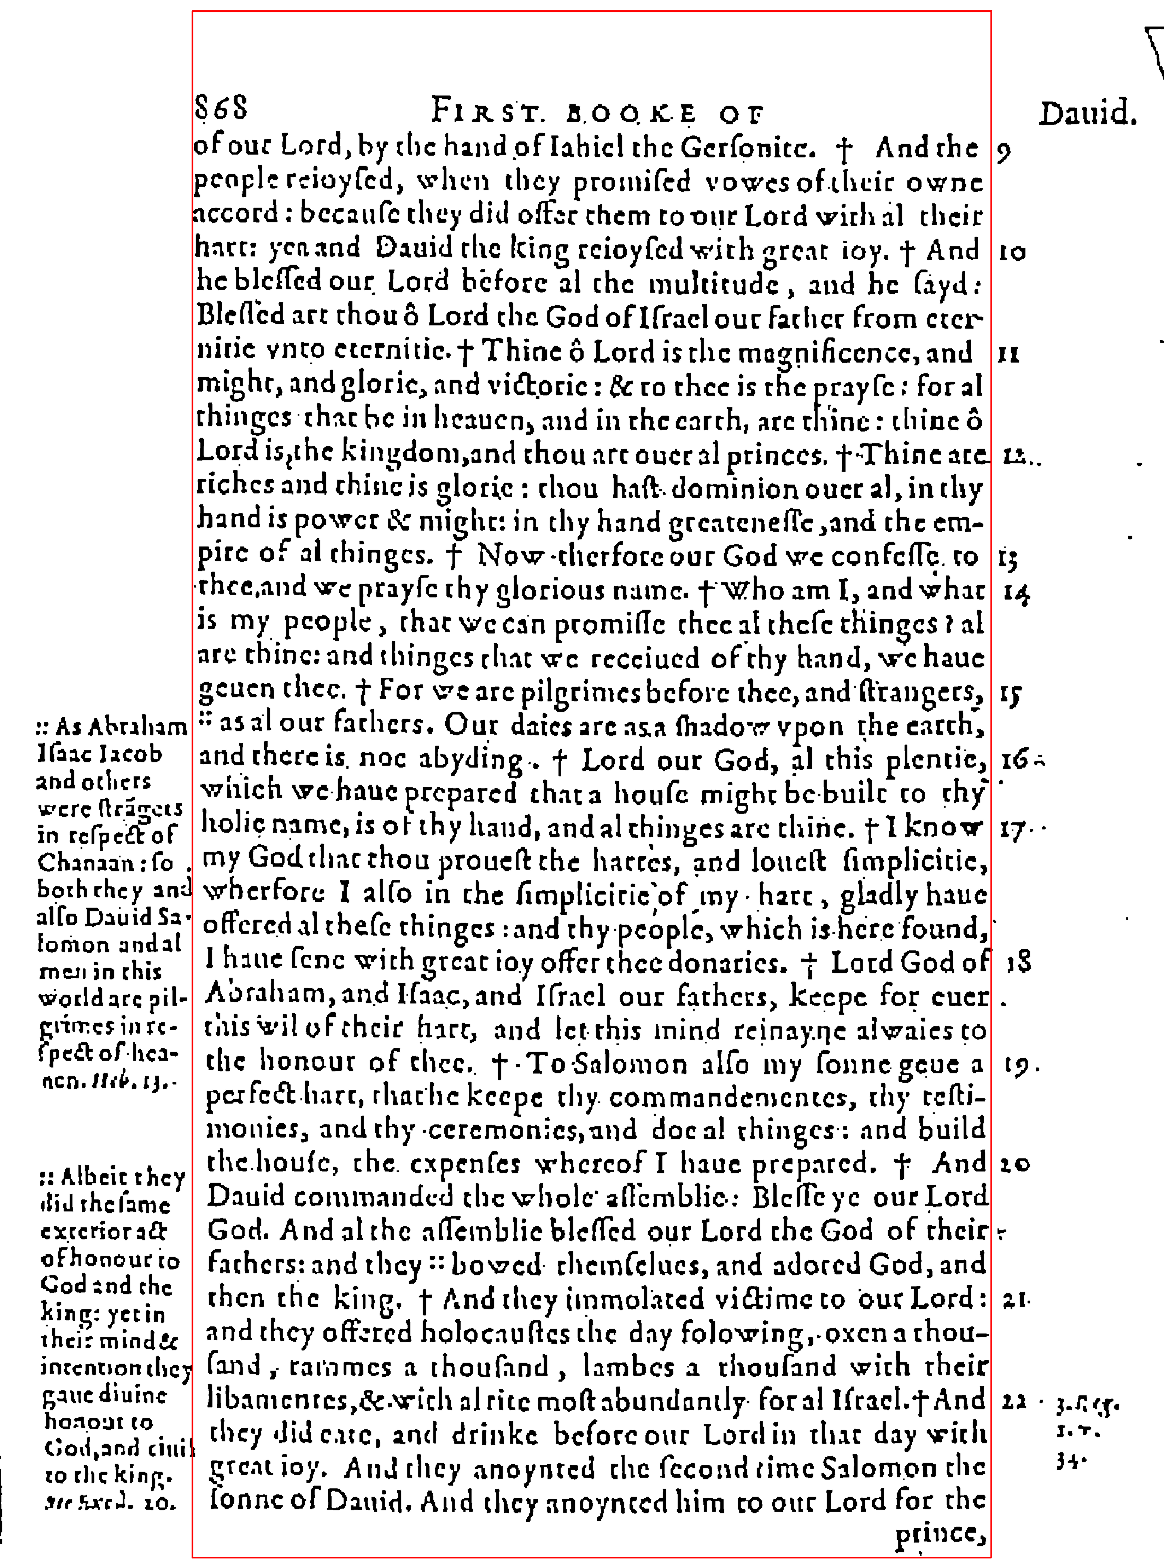 868 FIRST. BOOKE OF Dauid.
of our Lord, by the hand of Iahiel the Gersonite. † And the 9
people reioysed, when they promised vowes of their owne
accord: because they did offer them to our Lord with al their
hart: yea and Dauid the king reioysed with great ioy. † And 10
he blessed our Lord before al the multitude, and he sayd:
Blessed art thou ô Lord the God of Israel our father from eter-
nitie vnto eternitie. † Thine ô Lord is the magnificence, and 11
might, and glorie, and victorie: & to thee is the prayse: for al
thinges that be in heauen, and in the earth, are thine: thine ô
Lord is the kingdom, and thou art ouer al princes. † Thine are 12
riches and thine is glorie: thou hast dominion ouer al, in thy
hand is power & might: in thy hand greatenesse, and the em-
pire of al thinges. † Now therfore our God we confesse to 13
thee, and we prayse thy glorious name. † Who am I, and what 14
is my people, that we can promisse thee al these thinges? al
are thine: and thinges that we receiued of thy hand, we haue
geuen thee. † For we are pilgrimes before thee, and strangers, 15
:: as al our fathers. Our daies are as a shadow vpon the earth,
and there is no abyding. † Lord our God, al this plentie, 16
which we haue prepared that a house might be built to thy
holie name, is of thy hand, and al thinges are thine. † I know 17
my God that thou prouest the hartes, and louest simplicitie,
wherfore I also in the simplicitie of my hart, gladly haue
offered al these thinges: and thy people, which is here found,
I haue sene with great ioy offer thee donaries. † Lord God of 18
Abraham, and Isaac, and Israel our fathers, keepe for euer
this wil of their hart, and let this mind remayne alwaies to
the honour of thee. † To Salomon also my sonne geue a 19
perfect hart, that he keepe thy commandementes, thy testi-
monies, and thy ceremonies, and doe al thinges: and build
the house, the expenses whereof I haue prepared. † And 20
Dauid commanded the whole assemblie: Blesse ye our Lord
God. And al the assemblie blessed our Lord the God of their
fathers: and they :: bowed themselues, and adored God, and
then the king. † And they immolated victime to our Lord: 21
and they offered holocaustes the day folowing, oxen a thou-
sand, rammes a thousand, lambes a thousand with their
libamentes, & with al rite most abundantly for al Israel. † And 22
they did eate, and drinke before our Lord in that day with
great ioy. And they anoynted the second time Salomon the
sonne of Dauid. And they anoynted him to our Lord for the
prince,
:: As Abraham
Isaac Iacob
and others
were strãgers
in respect of
Chanaan: so
both they and
also Dauid Sa-
lomon and al
men in this
world are pil-
grimes in re-
spect of hea-
uen. Heb. 13.
:: Albeit they
did the same
exterior act
of honour to
God and the
king: yet in
their mind &
intention they
gaue diuine
honour to
God, and ciuil
to the king.
see Exod. 20.
3. Reg.
1. v.
34.